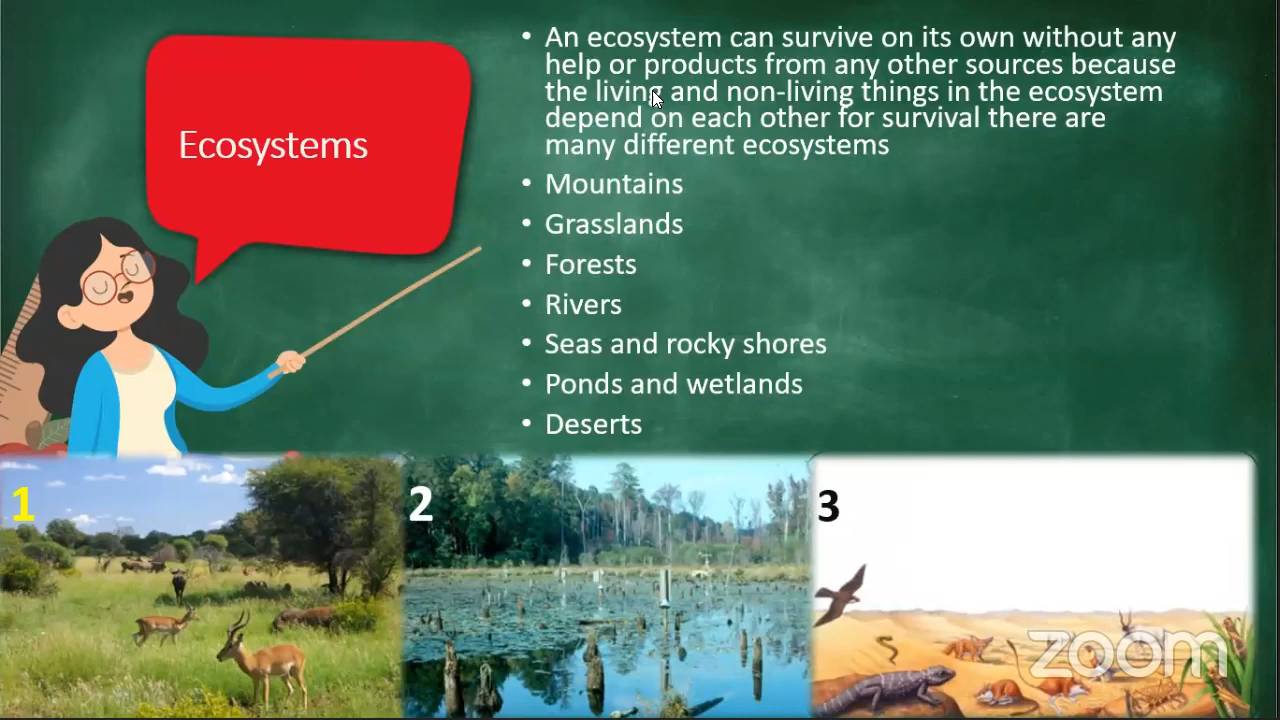 Ecosystems
• An ecosystem can survive on its own without any
help or products from any other sources because
the living and non-living things in the ecosystem
depend on each other for survival there are
many different ecosystems
• Mountains
• Grasslands
• Forests
• Rivers
• Seas and rocky shores
• Ponds and wetlands
• Deserts
1
2
3
zoom